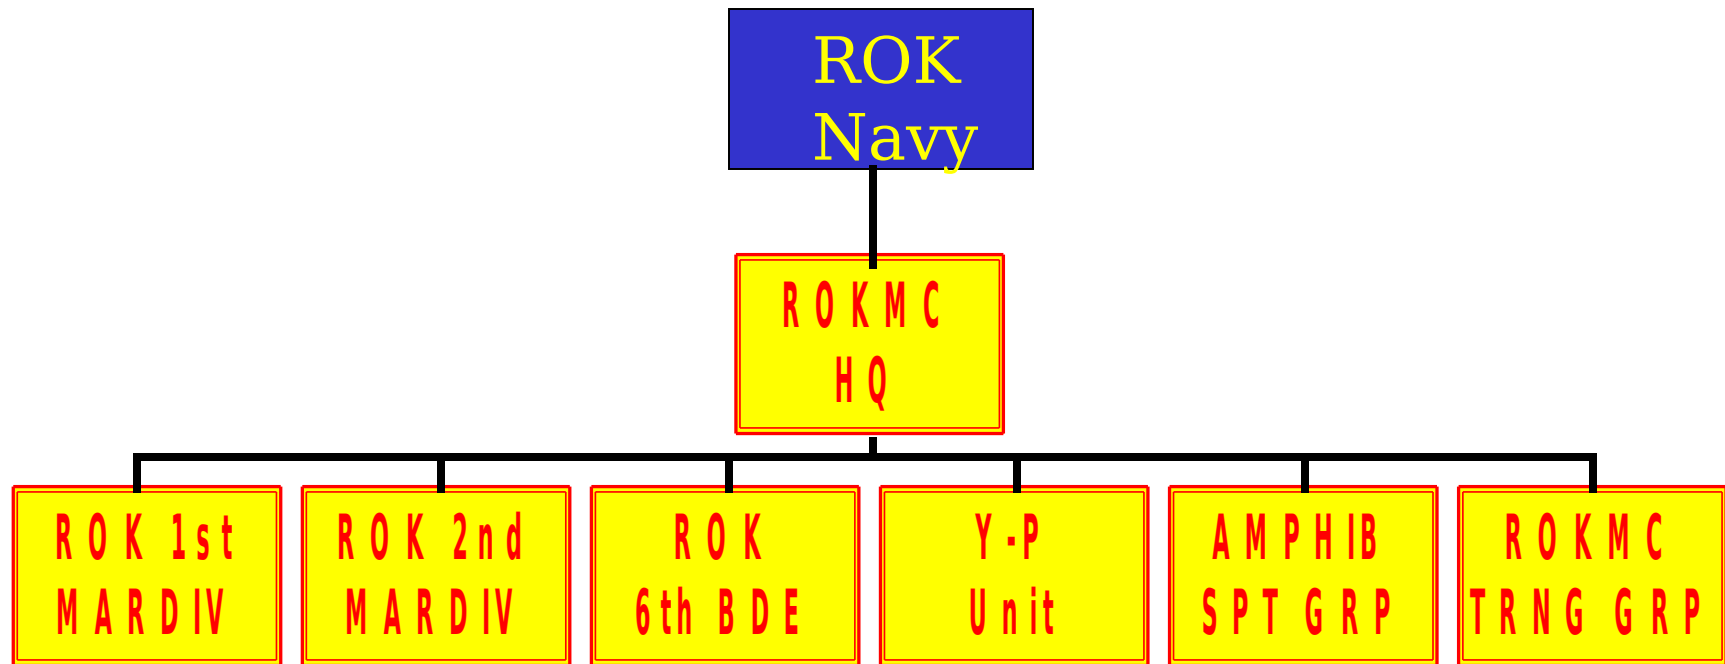 ROK
Navy
ROKMC
HQ
ROK 1st
MARDIV
ROK 2nd
MARDIV
ROK
6th BDE
Y-P
Unit
AMPHIB
SPT GRP
ROKMC
TRNG GRP